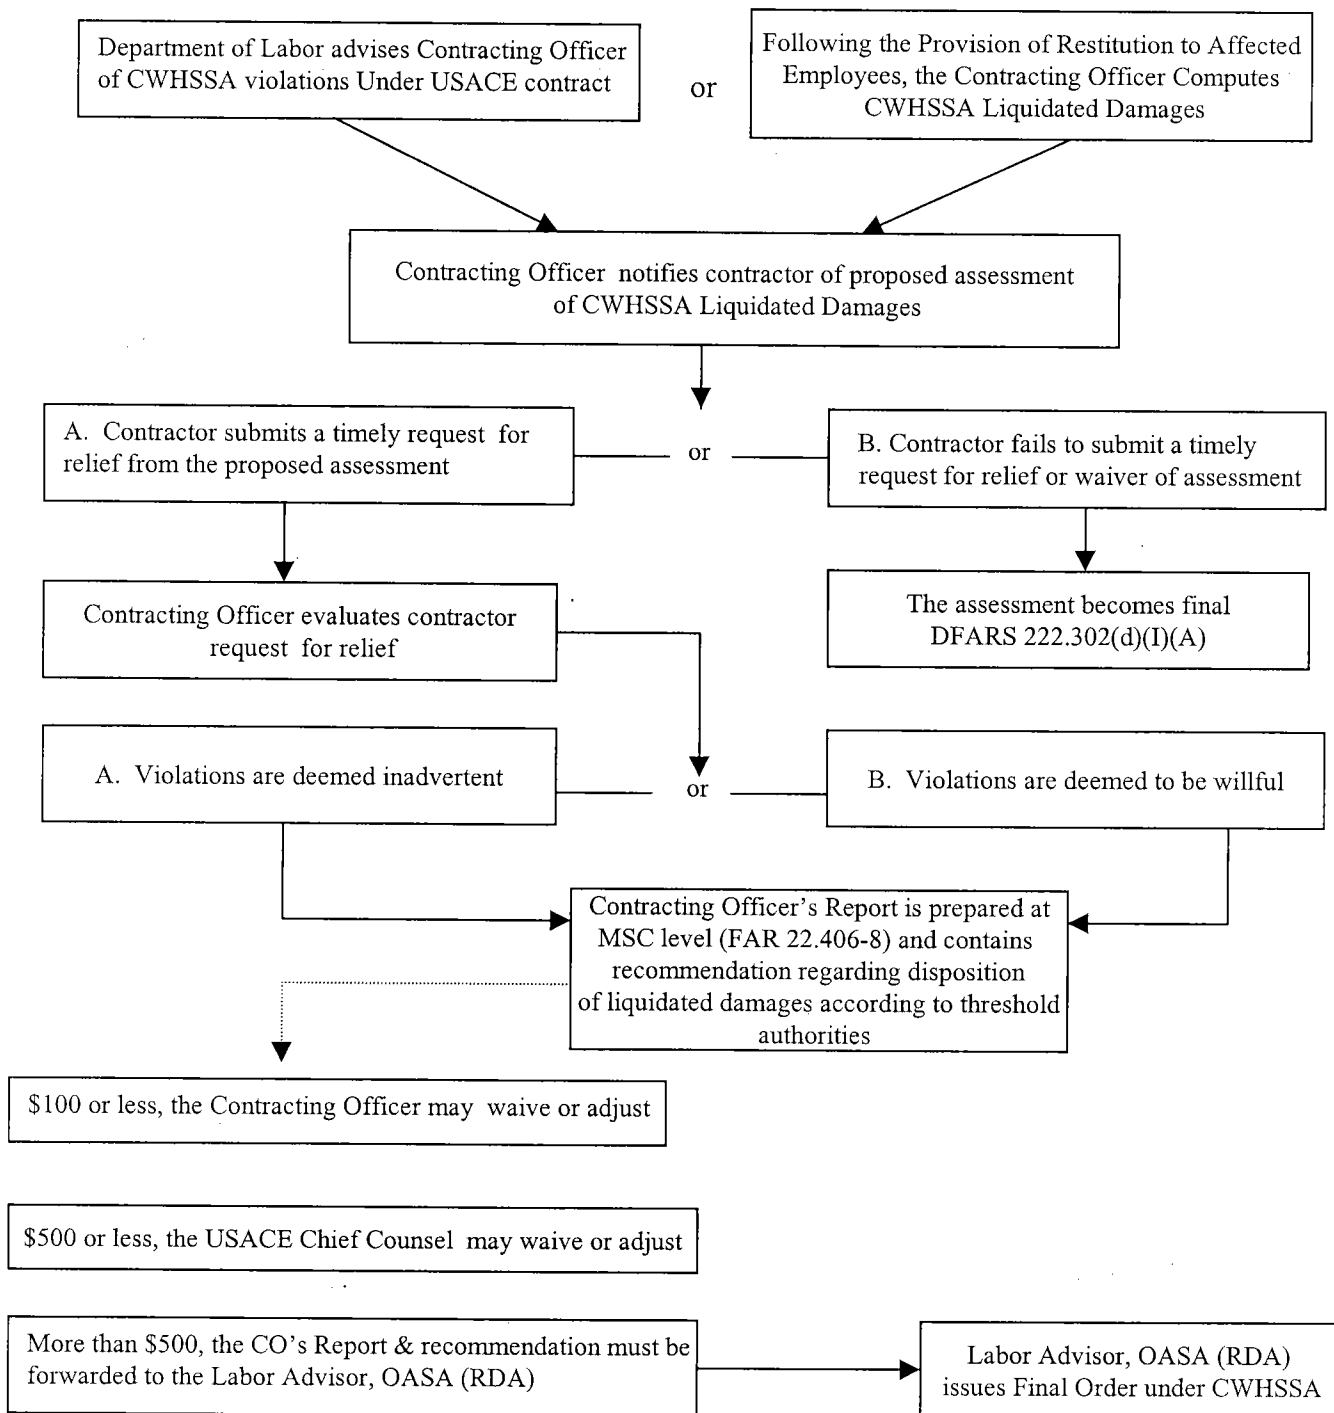 Department of Labor advises Contracting Officer
of CWHSSA violations Under USACE contract
or
Following the Provision of Restitution to Affected
Employees, the Contracting Officer Computes
CWHSSA Liquidated Damages
Contracting Officer notifies contractor of proposed assessment
of CWHSSA Liquidated Damages
A. Contractor submits a timely request for
relief from the proposed assessment
or
B. Contractor fails to submit a timely
request for relief or waiver of assessment
Contracting Officer evaluates contractor
request for relief
The assessment becomes final
DFARS 222.302(d)(I)(A)
A. Violations are deemed inadvertent
or
B. Violations are deemed to be willful
Contracting Officer's Report is prepared at
MSC level (FAR 22.406-8) and contains
recommendation regarding disposition
of liquidated damages according to threshold
authorities
$100 or less, the Contracting Officer may waive or adjust
$500 or less, the USACE Chief Counsel may waive or adjust
More than $500, the CO's Report & recommendation must be
forwarded to the Labor Advisor, OASA (RDA)
Labor Advisor, OASA (RDA)
issues Final Order under CWHSSA